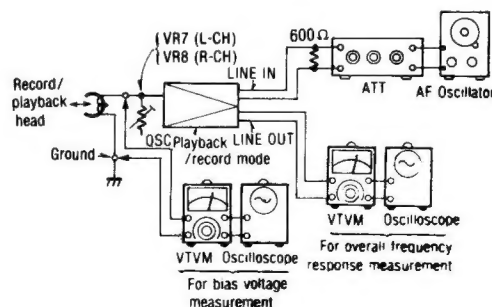 600Ω
(VR7 (L-CH)
(VR8 (R-CH)
LINE IN
ATT
AF Oscillator
Record/
playback
head
OSC
Playback
/record mode
LINE OUT
Ground
VTVM
Oscilloscope
For overall frequency
response measurement
VTVM
Oscilloscope
For bias voltage
measurement